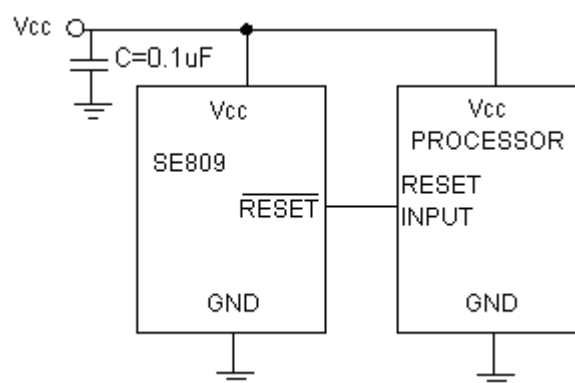 Vcc
C=0.1uF
Vcc
SE809
RESET
GND
Vcc
PROCESSOR
RESET
INPUT
GND